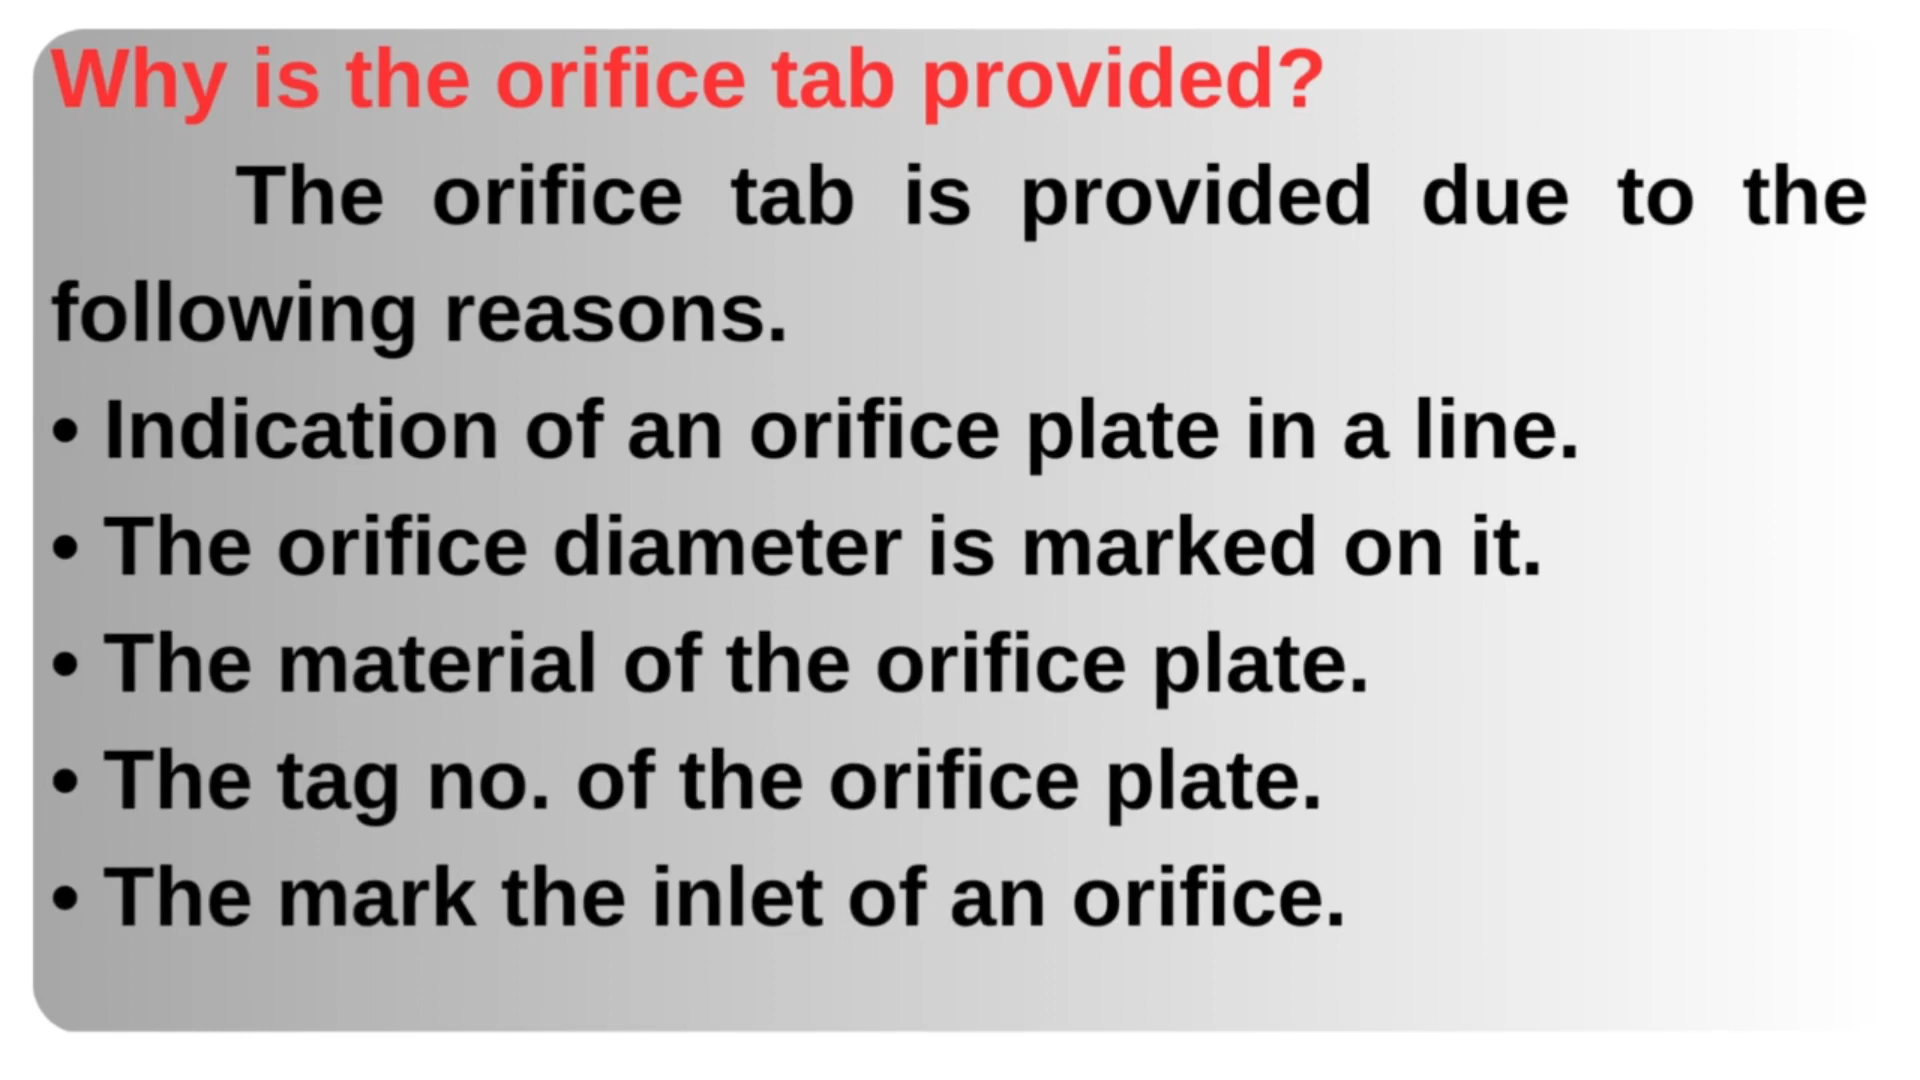 Why is the orifice tab provided?
The orifice tab is provided due to the
following reasons.
• Indication of an orifice plate in a line.
• The orifice diameter is marked on it.
• The material of the orifice plate.
• The tag no. of the orifice plate.
• The mark the inlet of an orifice.